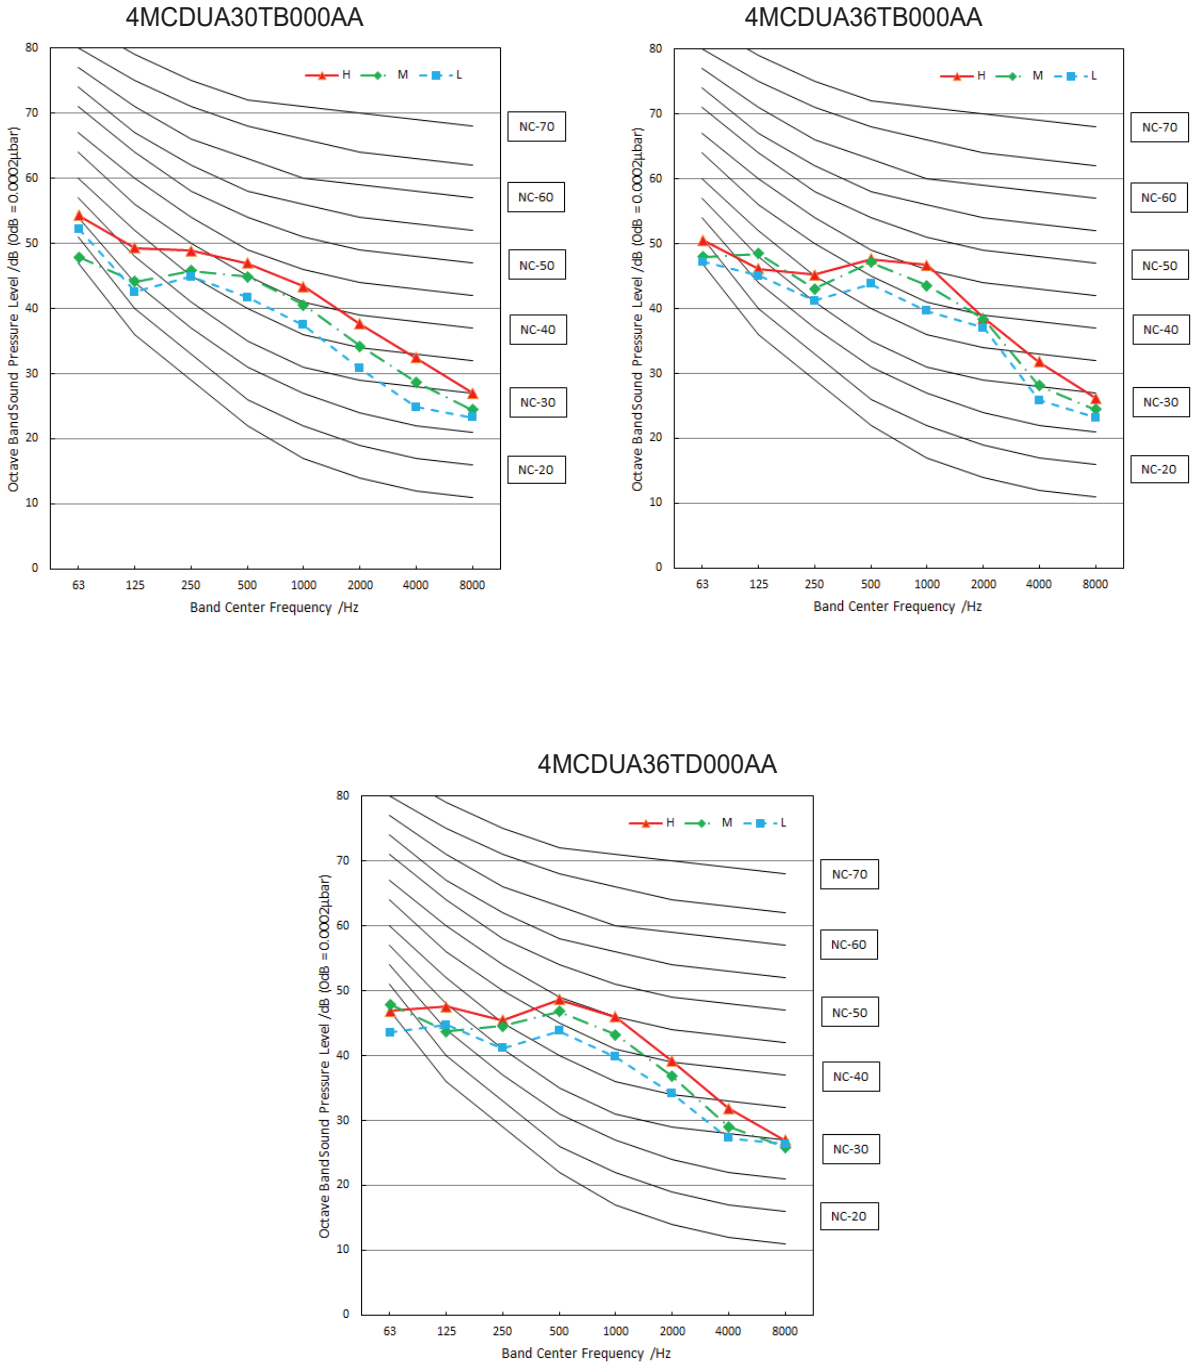 4MCDUA30TB000AA
80
70
60
50
40
30
20
10
0
Octave Band Sound Pressure Level /dB (0dB = 0.0002µbar)
H M L
NC-70
NC-60
NC-50
NC-40
NC-30
NC-20
63 125 250 500 1000 2000 4000 8000
Band Center Frequency /Hz
4MCDUA36TB000AA
80
70
60
50
40
30
20
10
0
Octave Band Sound Pressure Level /dB (0dB = 0.0002µbar)
H M L
NC-70
NC-60
NC-50
NC-40
NC-30
NC-20
63 125 250 500 1000 2000 4000 8000
Band Center Frequency /Hz
4MCDUA36TD000AA
80
70
60
50
40
30
20
10
0
Octave Band Sound Pressure Level /dB (0dB = 0.0002µbar)
H M L
NC-70
NC-60
NC-50
NC-40
NC-30
NC-20
63 125 250 500 1000 2000 4000 8000
Band Center Frequency /Hz